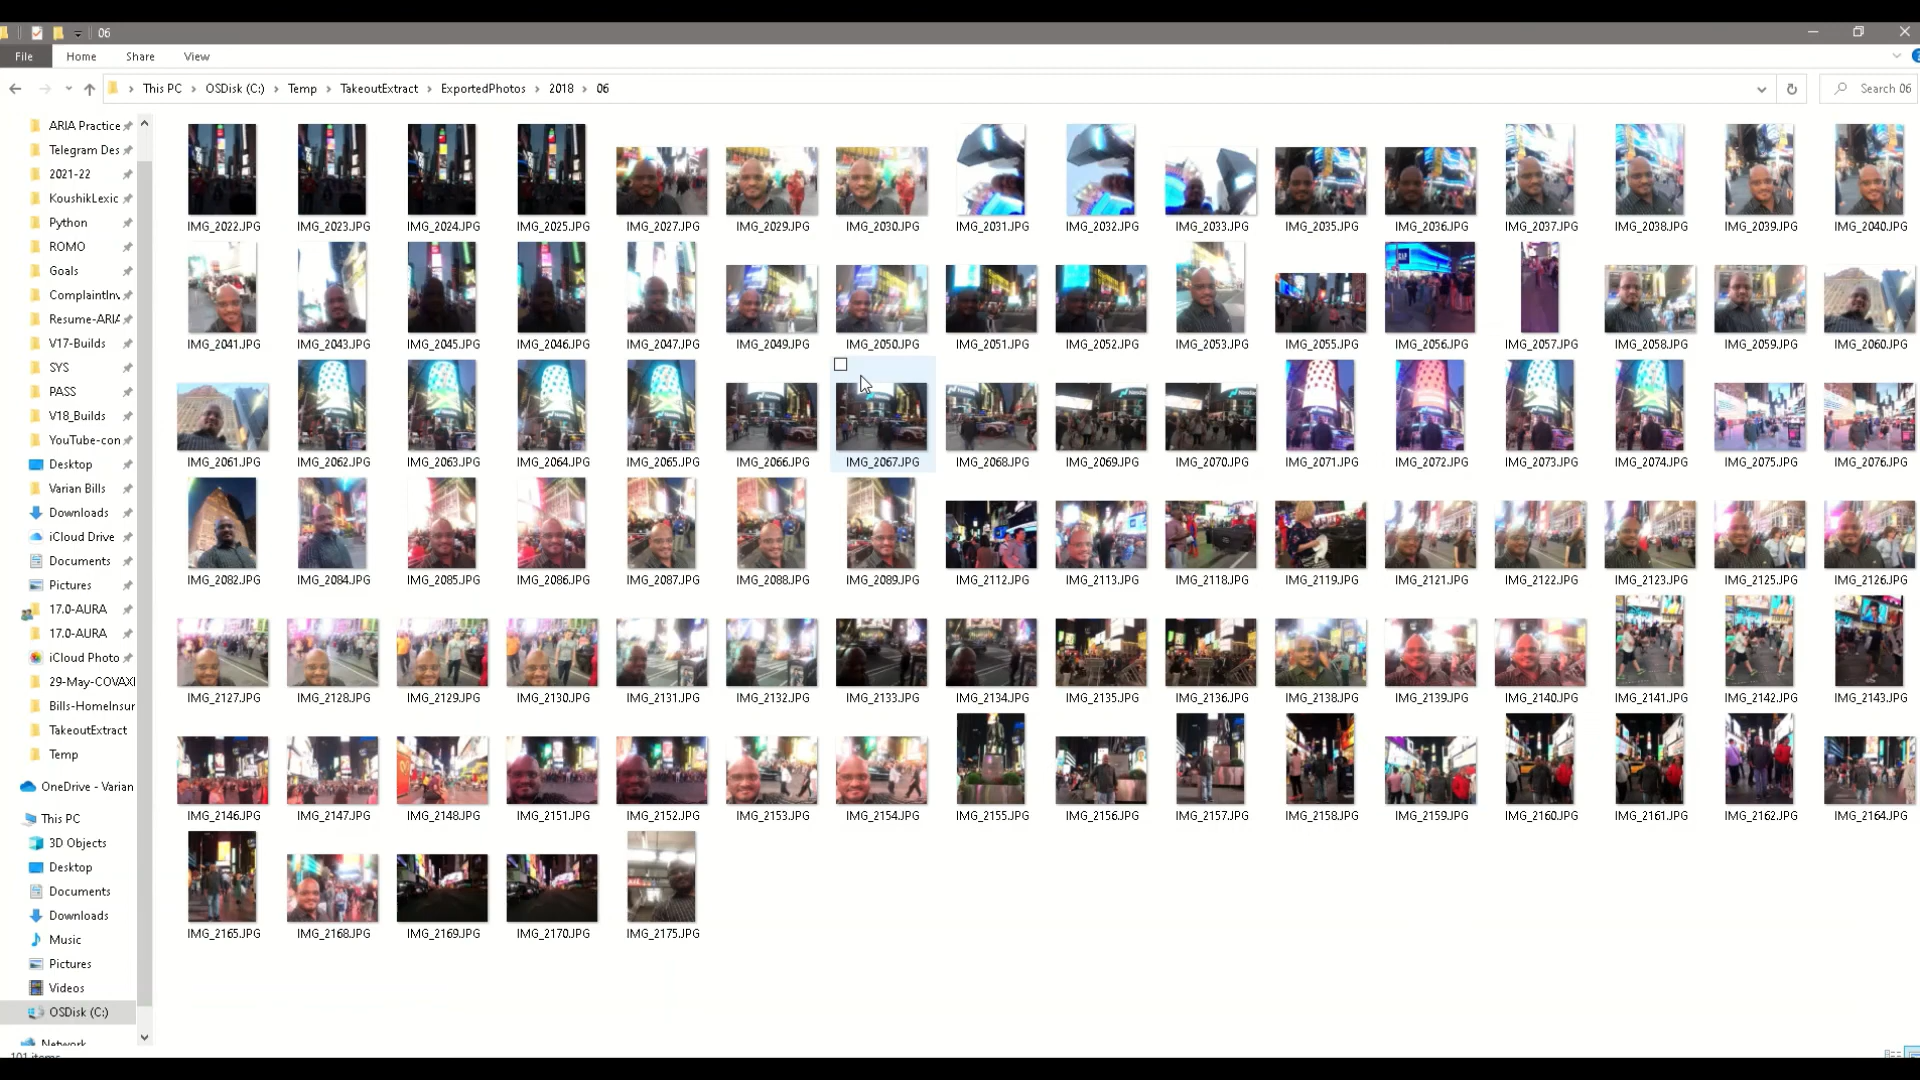 06
File Home Share View
This PC > OSDisk (C:) > Temp > TakeoutExtract > ExportedPhotos > 2018 > 06
Search 06
ARIA Practice
Telegram Des
2021-22
KoushikLexic
Python
ROMO
Goals
ComplaintInv
Resume-ARIA
V17-Builds
SYS
PASS
V18_Builds
YouTube-con
Desktop
Varian Bills
Downloads
iCloud Drive
Documents
Pictures
17.0-AURA
17.0-AURA
iCloud Photo
29-May-COVAXI
Bills-HomeInsur
TakeoutExtract
Temp
OneDrive - Varian
This PC
3D Objects
Desktop
Documents
Downloads
Music
Pictures
Videos
OSDisk (C:)
Network
101 items
IMG_2022.JPG IMG_2023.JPG IMG_2024.JPG IMG_2025.JPG IMG_2027.JPG IMG_2029.JPG IMG_2030.JPG IMG_2031.JPG IMG_2032.JPG IMG_2033.JPG IMG_2035.JPG IMG_2036.JPG IMG_2037.JPG IMG_2038.JPG IMG_2039.JPG IMG_2040.JPG
IMG_2041.JPG IMG_2043.JPG IMG_2045.JPG IMG_2046.JPG IMG_2047.JPG IMG_2049.JPG IMG_2050.JPG IMG_2051.JPG IMG_2052.JPG IMG_2053.JPG IMG_2055.JPG IMG_2056.JPG IMG_2057.JPG IMG_2058.JPG IMG_2059.JPG IMG_2060.JPG
IMG_2061.JPG IMG_2062.JPG IMG_2063.JPG IMG_2064.JPG IMG_2065.JPG IMG_2066.JPG IMG_2067.JPG IMG_2068.JPG IMG_2069.JPG IMG_2070.JPG IMG_2071.JPG IMG_2072.JPG IMG_2073.JPG IMG_2074.JPG IMG_2075.JPG IMG_2076.JPG
IMG_2082.JPG IMG_2084.JPG IMG_2085.JPG IMG_2086.JPG IMG_2087.JPG IMG_2088.JPG IMG_2089.JPG IMG_2112.JPG IMG_2113.JPG IMG_2118.JPG IMG_2119.JPG IMG_2121.JPG IMG_2122.JPG IMG_2123.JPG IMG_2125.JPG IMG_2126.JPG
IMG_2127.JPG IMG_2128.JPG IMG_2129.JPG IMG_2130.JPG IMG_2131.JPG IMG_2132.JPG IMG_2133.JPG IMG_2134.JPG IMG_2135.JPG IMG_2136.JPG IMG_2138.JPG IMG_2139.JPG IMG_2140.JPG IMG_2141.JPG IMG_2142.JPG IMG_2143.JPG
IMG_2146.JPG IMG_2147.JPG IMG_2148.JPG IMG_2151.JPG IMG_2152.JPG IMG_2153.JPG IMG_2154.JPG IMG_2155.JPG IMG_2156.JPG IMG_2157.JPG IMG_2158.JPG IMG_2159.JPG IMG_2160.JPG IMG_2161.JPG IMG_2162.JPG IMG_2164.JPG
IMG_2165.JPG IMG_2168.JPG IMG_2169.JPG IMG_2170.JPG IMG_2175.JPG